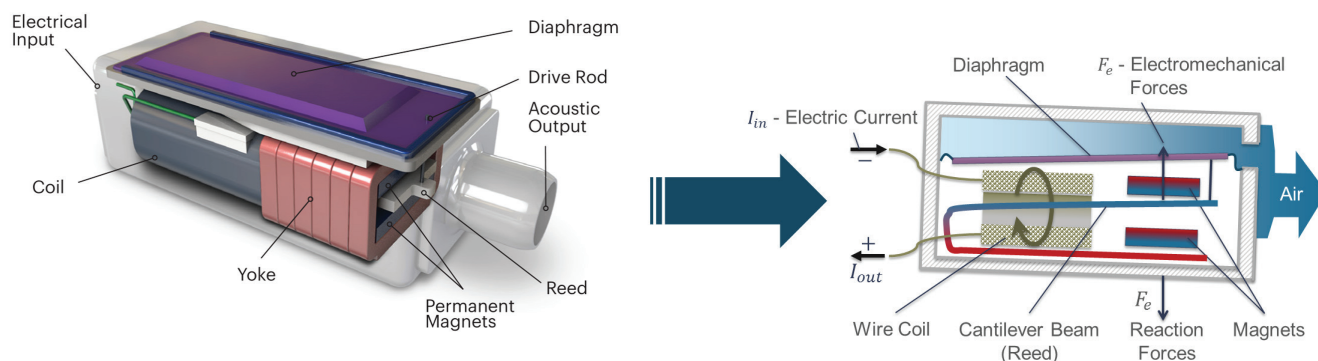 Electrical
Input
Diaphragm
Drive Rod
Acoustic
Output
Coil
Yoke
Permanent
Magnets
Reed
Diaphragm
F_e - Electromechanical
Forces
I_in - Electric Current
−
+
I_out
Air
Wire Coil
Cantilever Beam
(Reed)
F_e
Reaction
Forces
Magnets